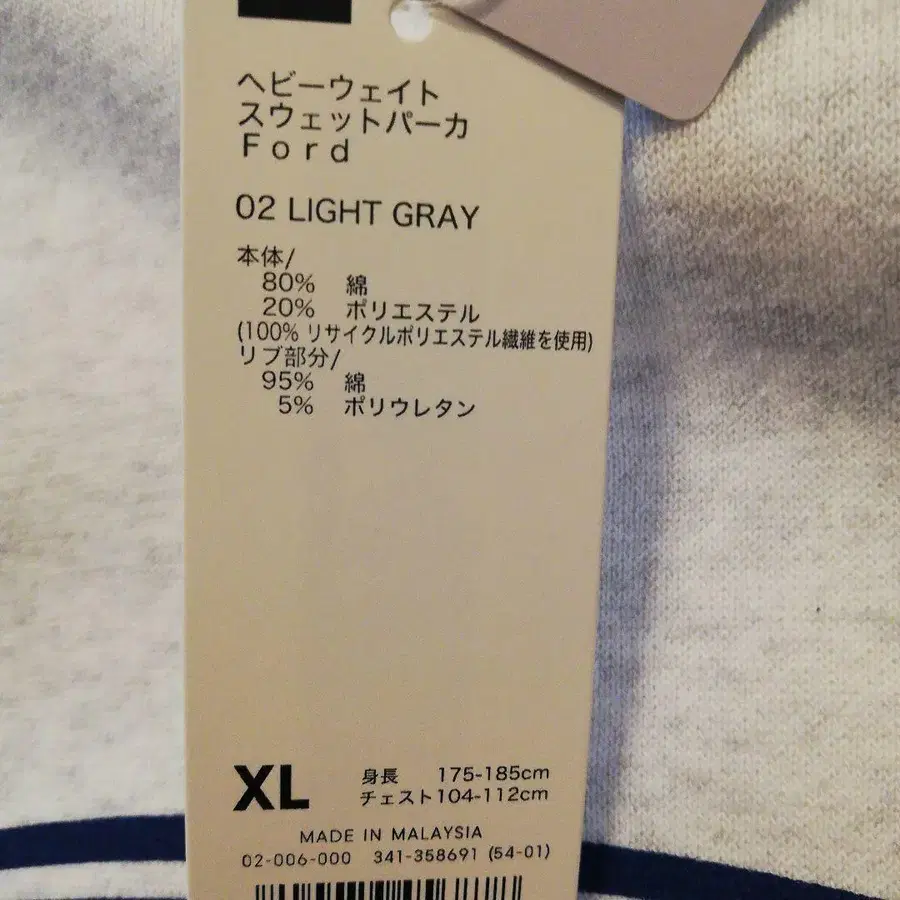 ヘビーウェイト
スウェットパーカ
Ford
02 LIGHT GRAY
本体/
80% 綿
20% ポリエステル
(100% リサイクルポリエステル繊維を使用)
リブ部分/
95% 綿
5% ポリウレタン
XL 身長 175-185cm
チェスト104-112cm
MADE IN MALAYSIA
02-006-000 341-358691 (54-01)